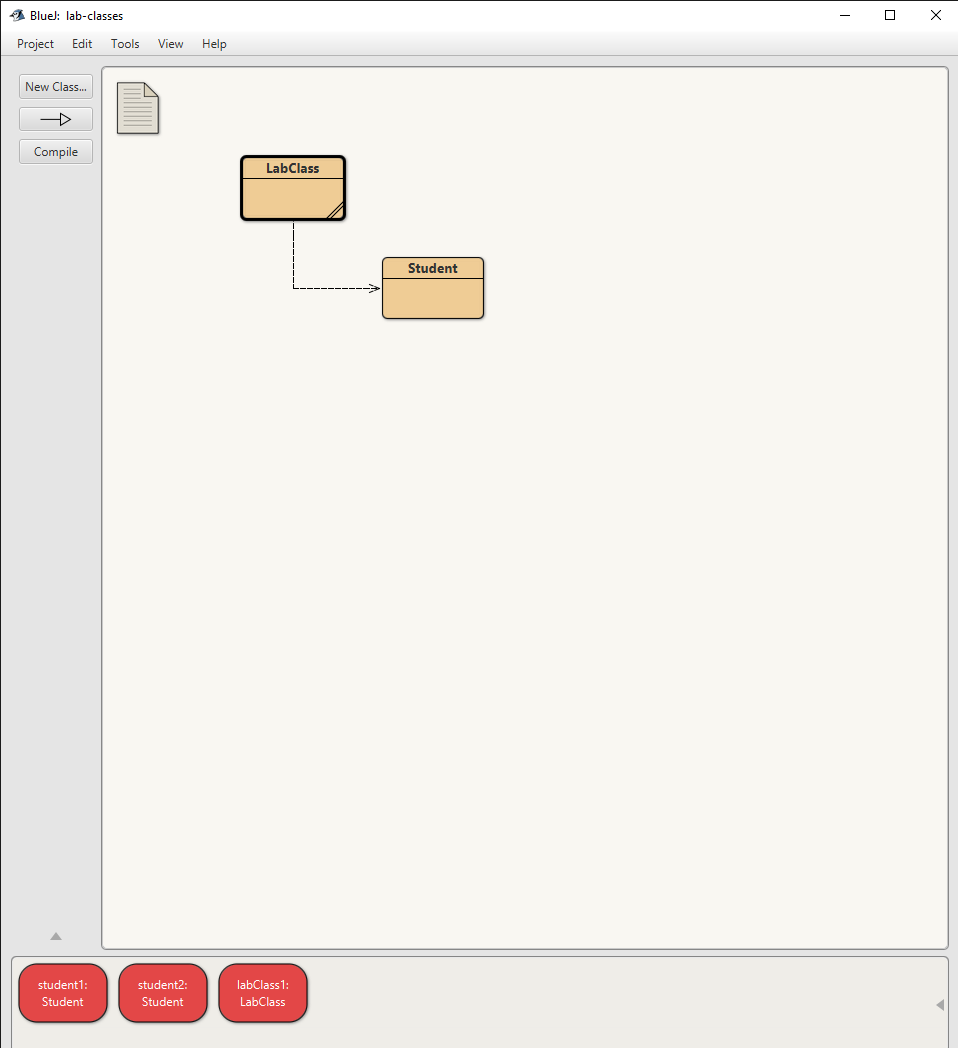 BlueJ: lab-classes
Project Edit Tools View Help
New Class...
Compile
LabClass
Student
student1:
Student
student2:
Student
labClass1:
LabClass